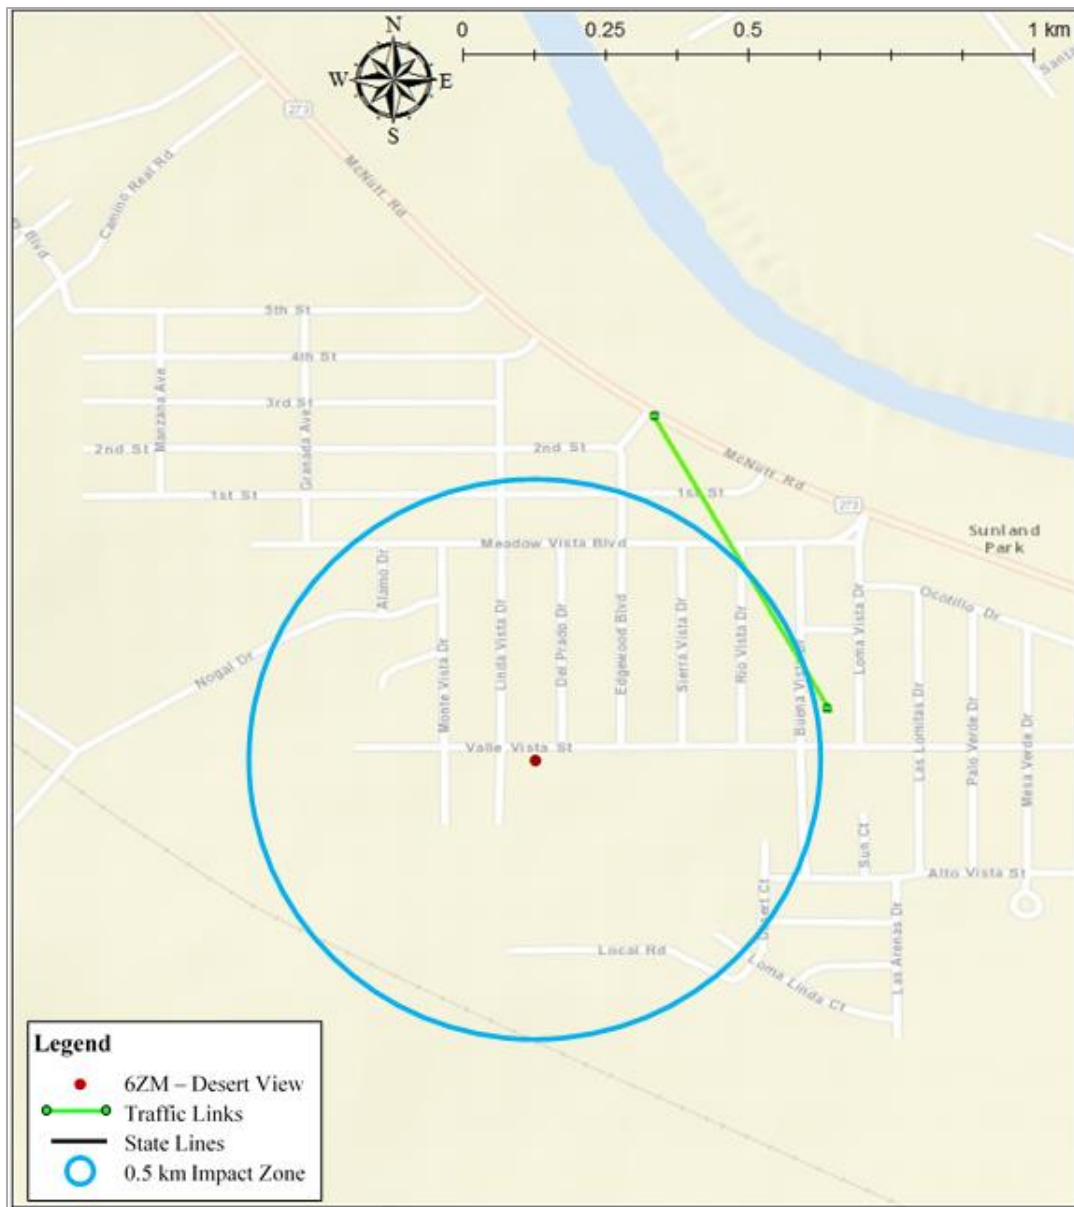 N
W
E
S
0
0.25
0.5
1 km
Santa
273
McNutt Rd
Camino Real Rd
Blvd
5th St
4th St
3rd St
2nd St
2nd St
1st St
1st St
Manzana Ave
Granada Ave
McNutt Rd
273
Sunland
Park
Meadow Vista Blvd
Alamo Dr
Nogal Dr
Monte Vista Dr
Linda Vista Dr
Del Prado Dr
Edgewood Blvd
Sierra Vista Dr
Rio Vista Dr
Buena Vista Dr
Loma Vista Dr
Ocotillo Dr
Las Lomitas Dr
Palo Verde Dr
Mesa Verde Dr
Valle Vista St
Sun Ct
Alto Vista St
Desert Ct
Las Arenas Dr
Local Rd
Loma Linda Ct
Legend
6ZM – Desert View
Traffic Links
State Lines
0.5 km Impact Zone